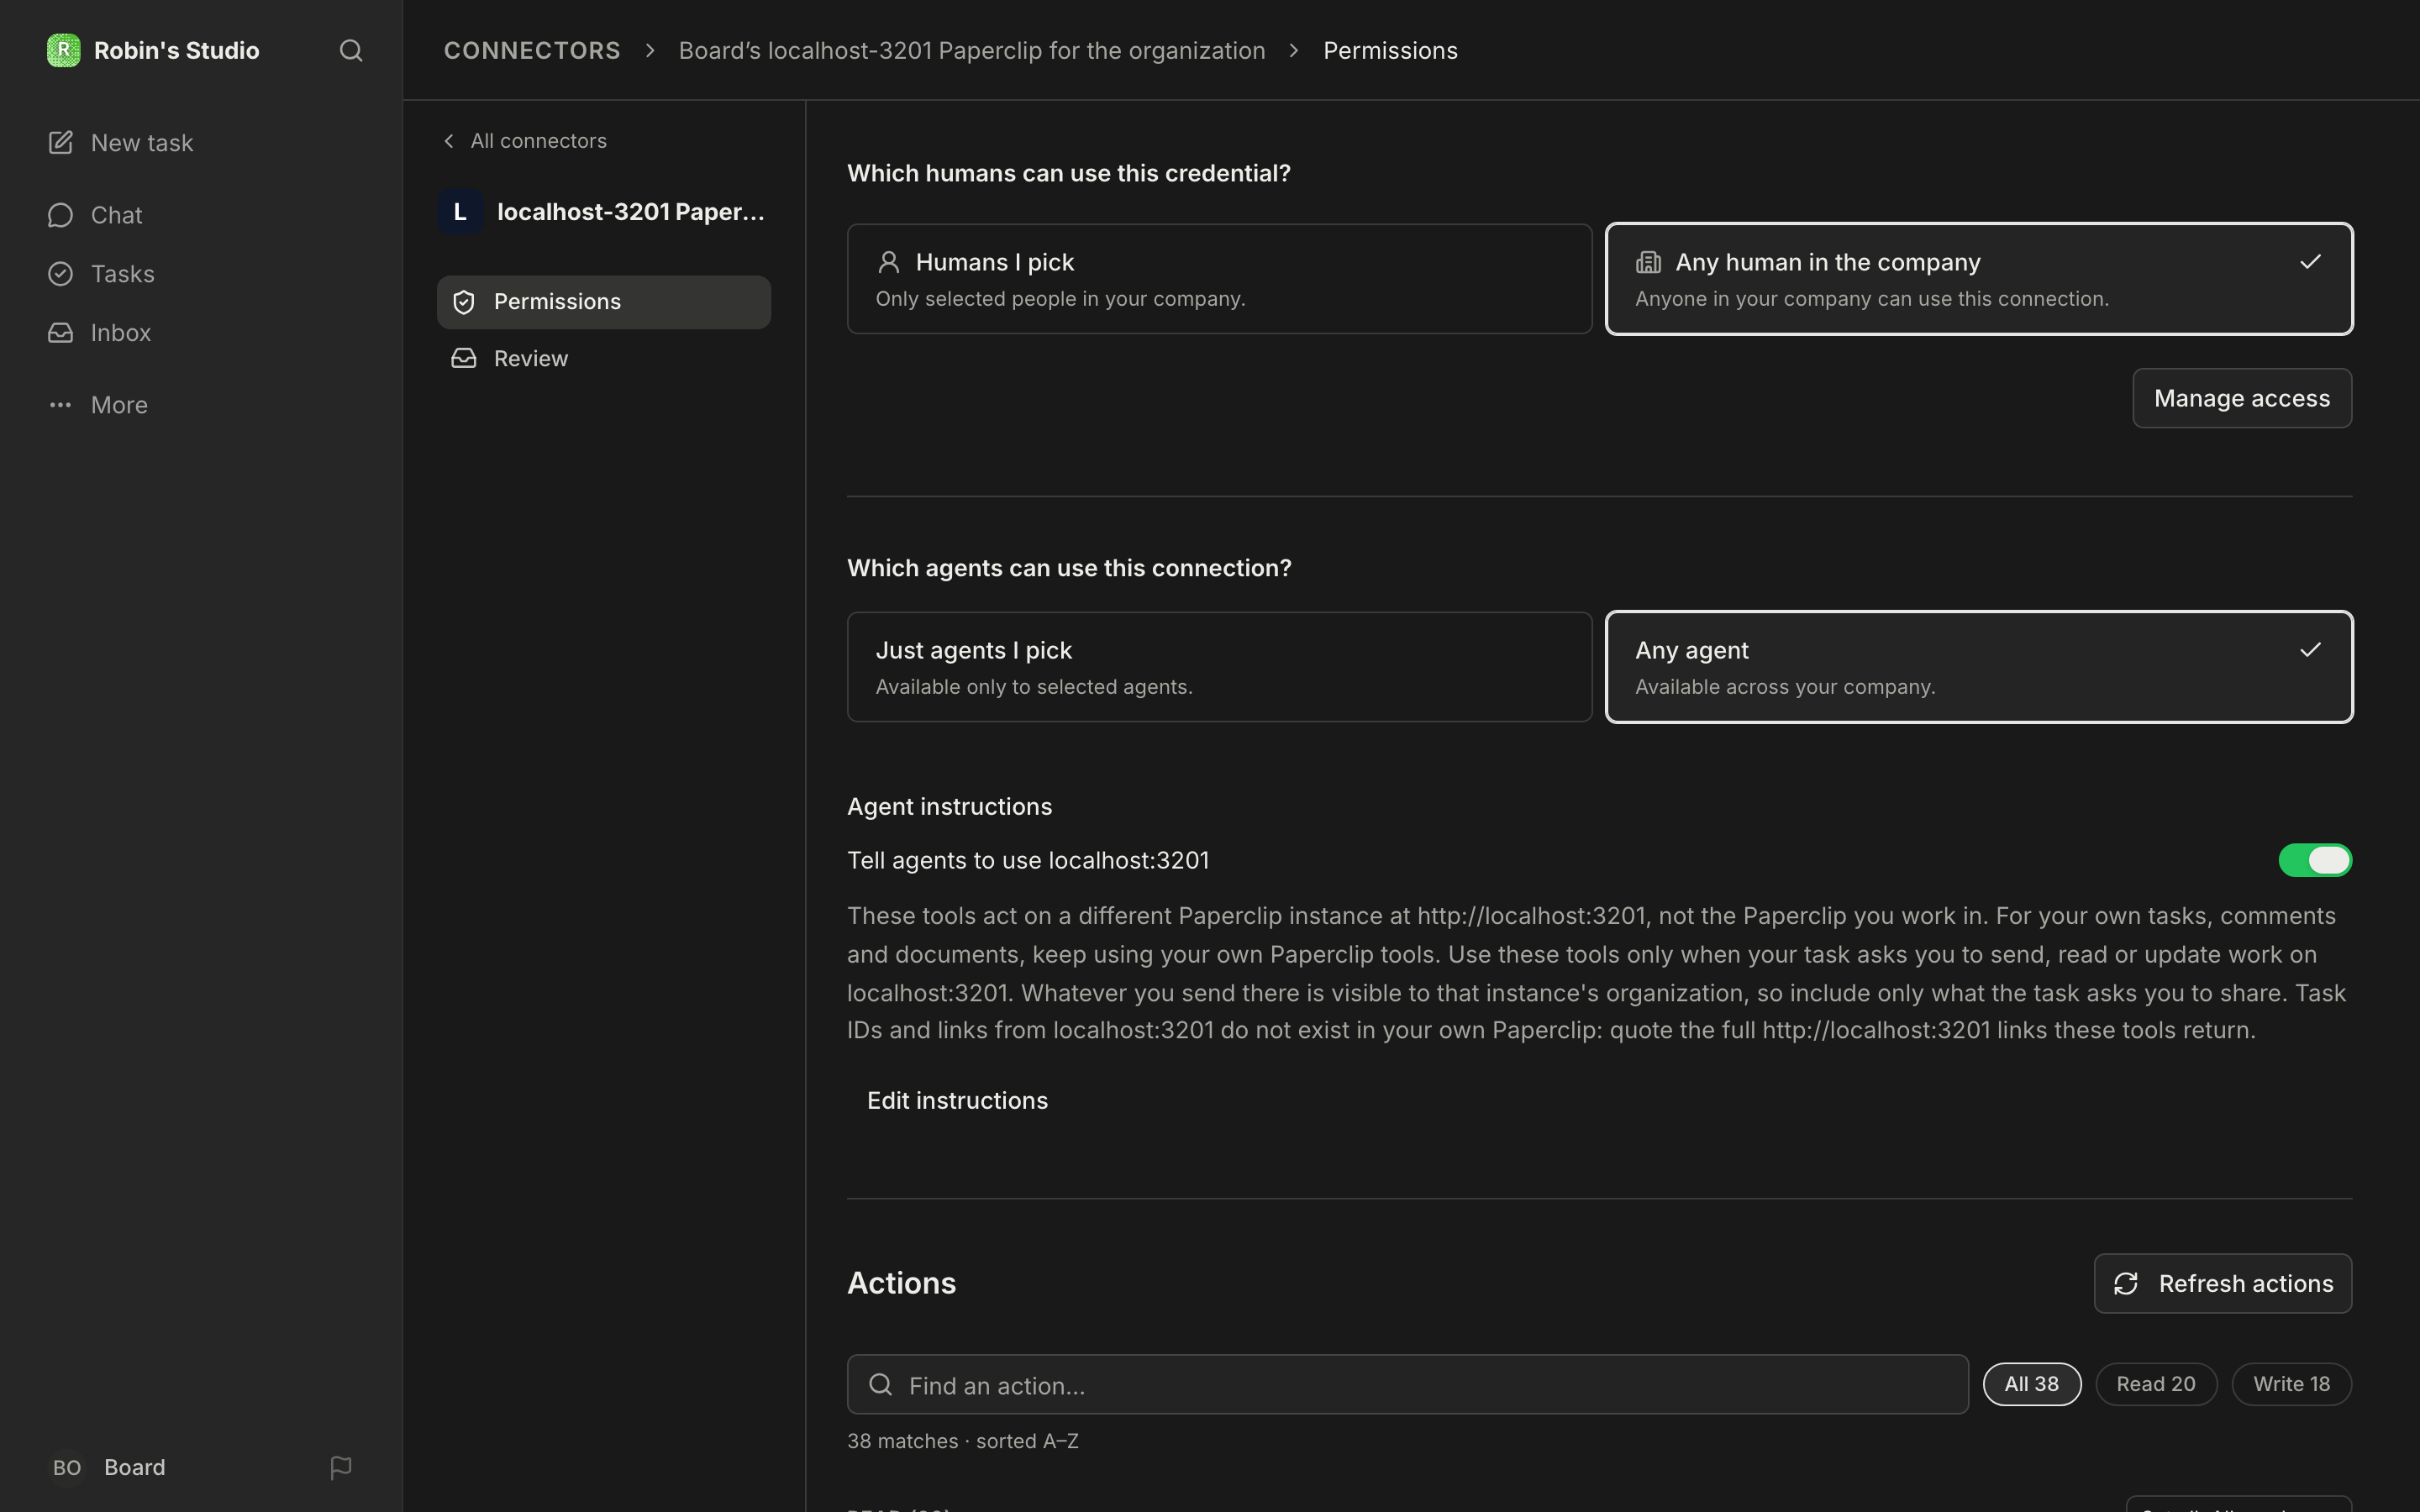 R Robin's Studio
New task
Chat
Tasks
Inbox
More
BO Board
CONNECTORS > Board’s localhost-3201 Paperclip for the organization > Permissions
All connectors
L localhost-3201 Paper...
Permissions
Review
Which humans can use this credential?
Humans I pick
Only selected people in your company.
Any human in the company
Anyone in your company can use this connection.
Manage access
Which agents can use this connection?
Just agents I pick
Available only to selected agents.
Any agent
Available across your company.
Agent instructions
Tell agents to use localhost:3201
These tools act on a different Paperclip instance at http://localhost:3201, not the Paperclip you work in. For your own tasks, comments
and documents, keep using your own Paperclip tools. Use these tools only when your task asks you to send, read or update work on
localhost:3201. Whatever you send there is visible to that instance's organization, so include only what the task asks you to share. Task
IDs and links from localhost:3201 do not exist in your own Paperclip: quote the full http://localhost:3201 links these tools return.
Edit instructions
Actions
Refresh actions
Find an action...
All 38
Read 20
Write 18
38 matches · sorted A–Z